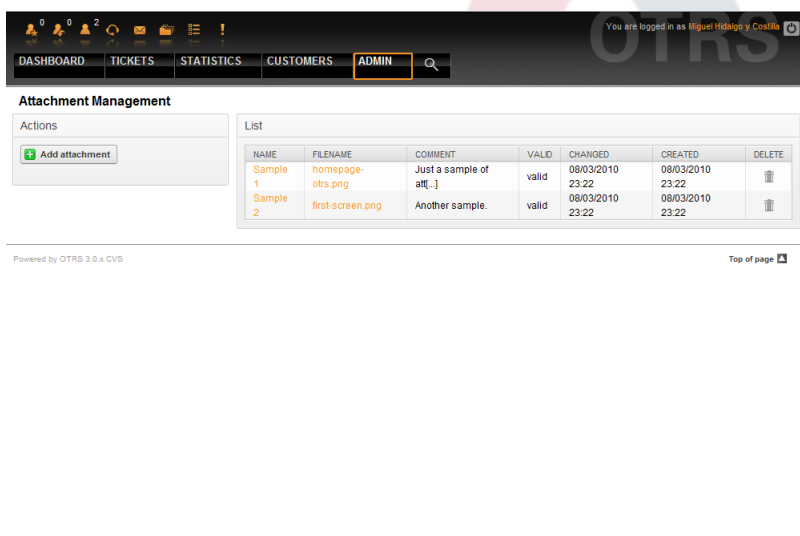 0 0 2
You are logged in as Miguel Hidalgo y Costilla
OTRS
DASHBOARD TICKETS STATISTICS CUSTOMERS ADMIN
Attachment Management
Actions
Add attachment
List
NAME FILENAME COMMENT VALID CHANGED CREATED DELETE
Sample homepage- Just a sample of valid 08/03/2010 08/03/2010
1 otrs.png att[...] 23:22 23:22
Sample first-screen.png Another sample. valid 08/03/2010 08/03/2010
2 23:22 23:22
Powered by OTRS 3.0.x CVS
Top of page